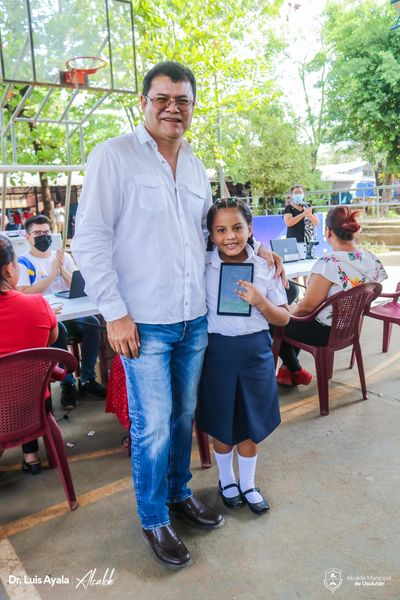 Dr. Luis Ayala
Alcalde
Alcaldía Municipal
de Usulután